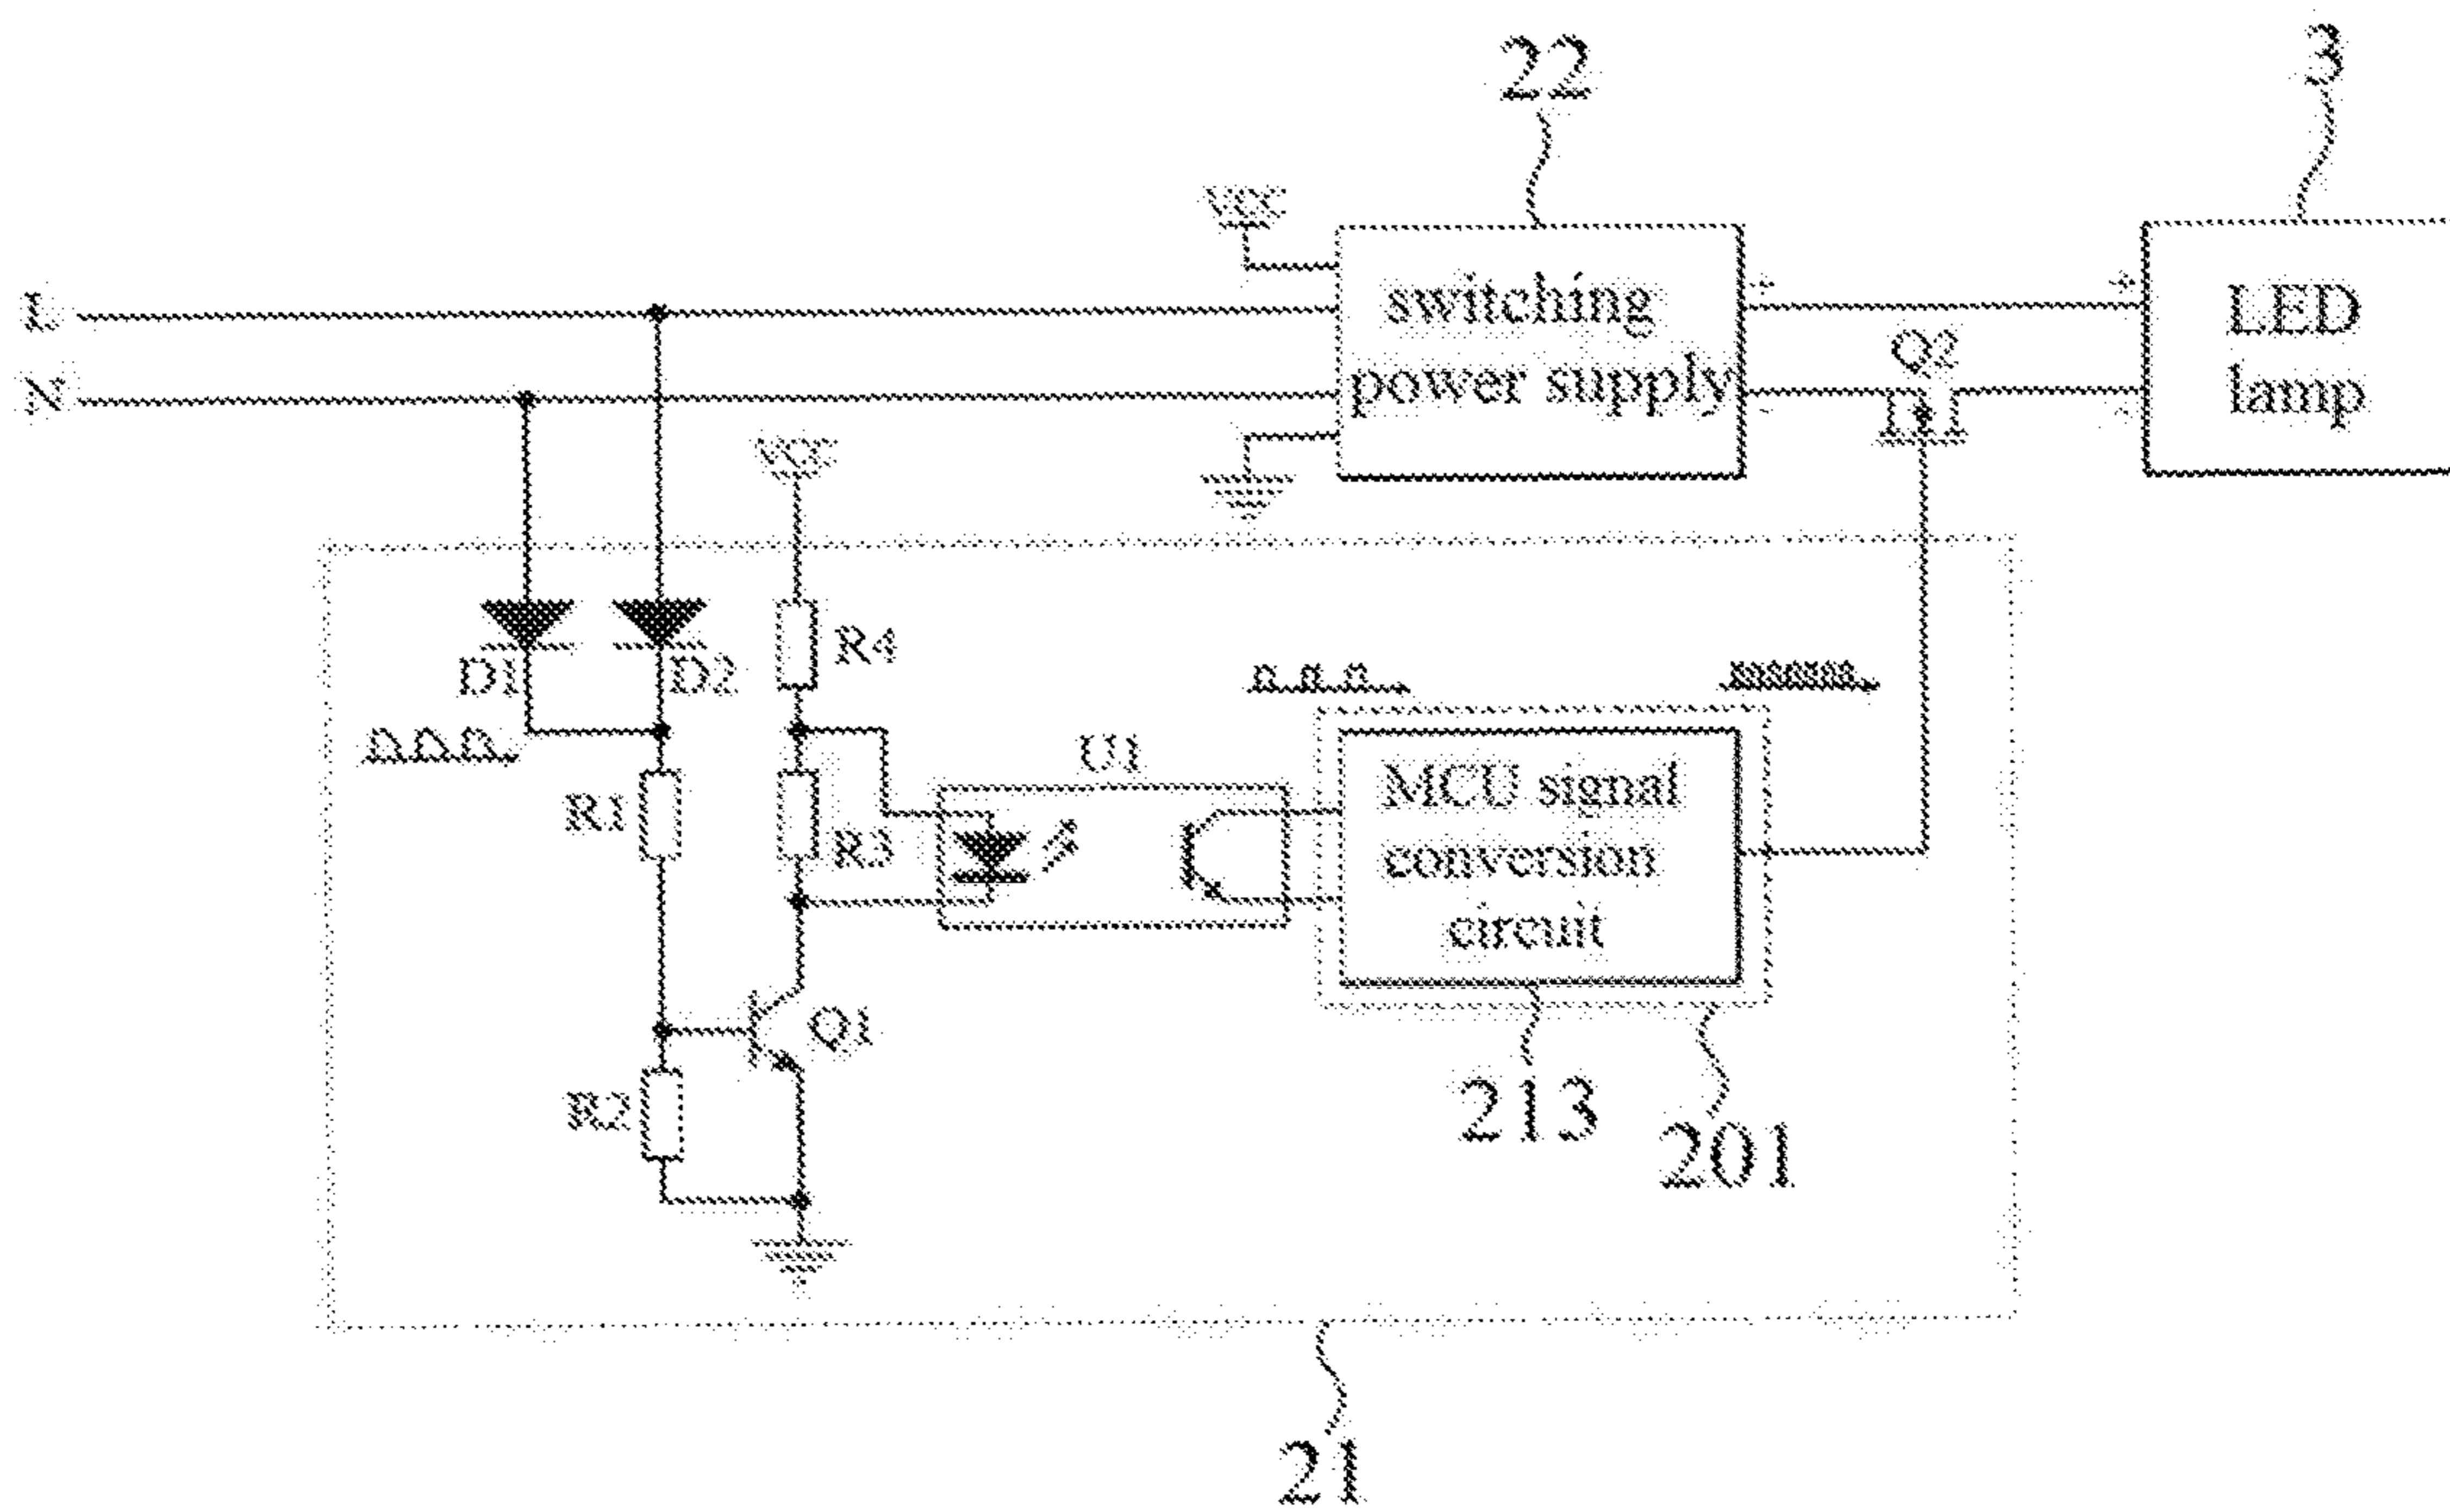 22
3
VCC
L
switching
LED
Q2
N
power supply
lamp
VCC
R4
D1
D2
U1
MCU signal
R1
R3
conversion
circuit
Q1
R2
213
201
21